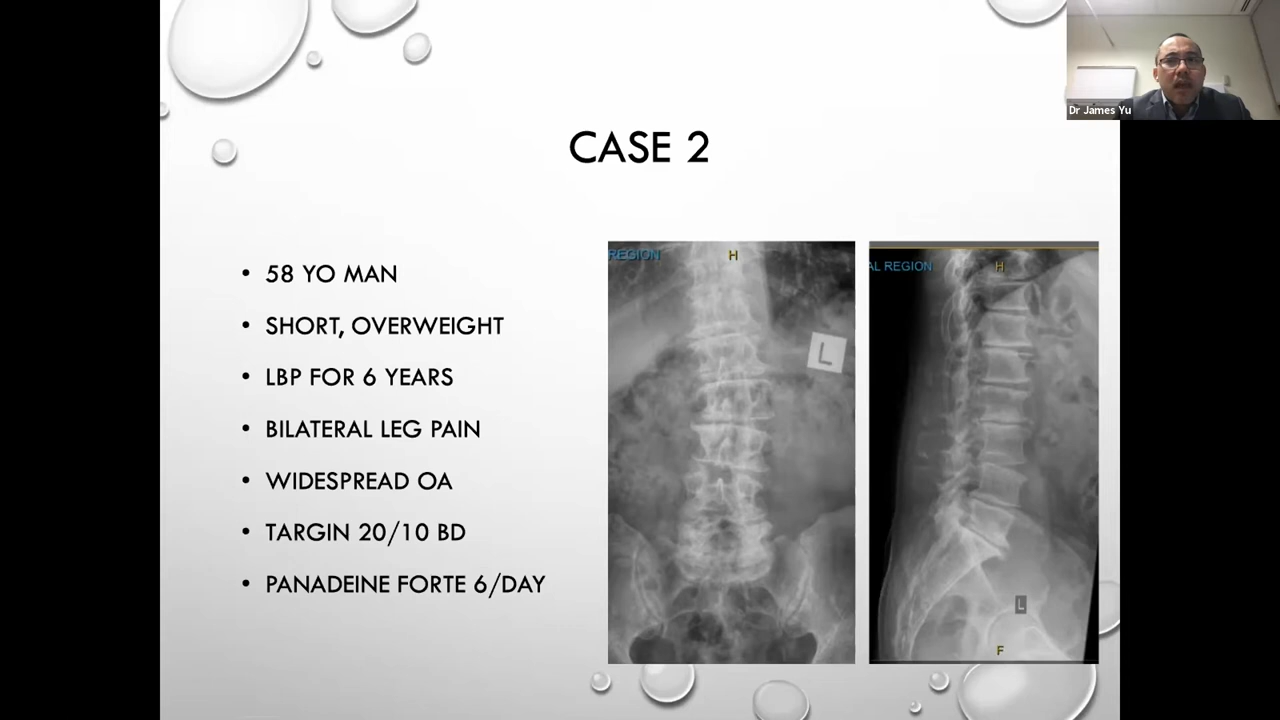 Dr James Yu
CASE 2
• 58 YO MAN
• SHORT, OVERWEIGHT
• LBP FOR 6 YEARS
• BILATERAL LEG PAIN
• WIDESPREAD OA
• TARGIN 20/10 BD
• PANADEINE FORTE 6/DAY
REGION
H
L
AL REGION
H
L
F